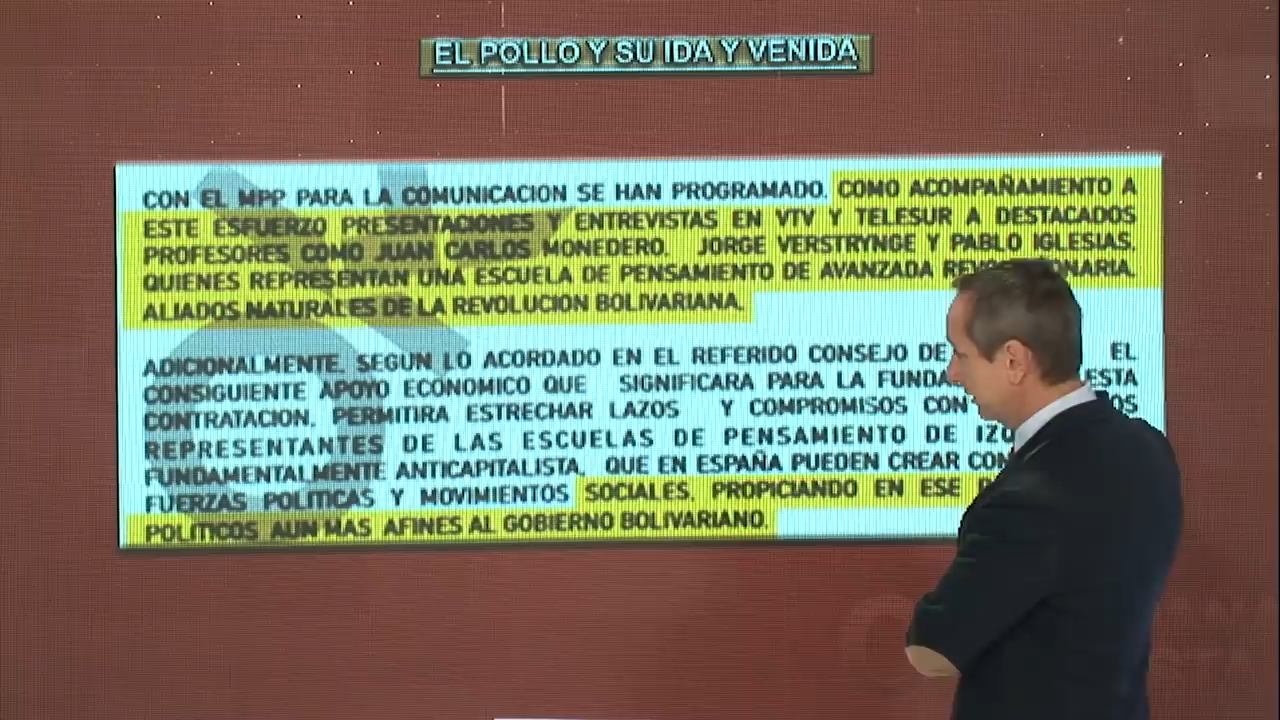 EL POLLO Y SU IDA Y VENIDA
CON EL MPP PARA LA COMUNICACION SE HAN PROGRAMADO, COMO ACOMPAÑAMIENTO A
ESTE ESFUERZO PRESENTACIONES Y ENTREVISTAS EN VTV Y TELESUR A DESTACADOS
PROFESORES COMO JUAN CARLOS MONEDERO, JORGE VERSTRYNGE Y PABLO IGLESIAS,
QUIENES REPRESENTAN UNA ESCUELA DE PENSAMIENTO DE AVANZADA
ALIADOS NATURALES DE LA REVOLUCION BOLIVARIANA.
ADICIONALMENTE, SEGUN LO ACORDADO EN EL REFERIDO CONSEJO DE EL
CONSIGUIENTE APOYO ECONOMICO QUE SIGNIFICARA PARA LA ESTA
CONTRATACION, PERMITIRA ESTRECHAR LAZOS Y COMPROMISOS CON
REPRESENTANTES DE LAS ESCUELAS DE PENSAMIENTO DE
FUNDAMENTALMENTE ANTICAPITALISTA, QUE EN ESPAÑA PUEDEN CREAR
FUERZAS POLITICAS Y MOVIMIENTOS SOCIALES, PROPICIANDO EN ESE
POLITICOS AUN MAS AFINES AL GOBIERNO BOLIVARIANO.